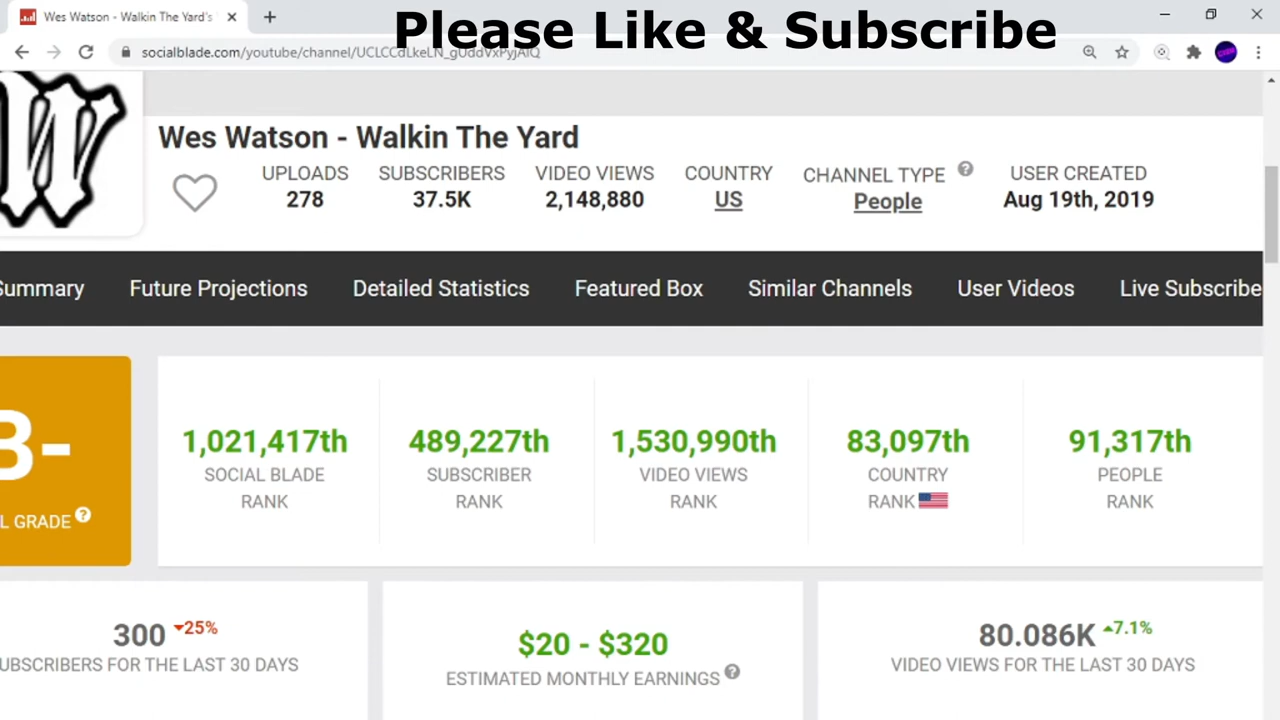 Wes Watson - Walkin The Yard's
Please Like & Subscribe
socialblade.com/youtube/channel/
W
Wes Watson - Walkin The Yard
UPLOADS SUBSCRIBERS VIDEO VIEWS COUNTRY CHANNEL TYPE ? USER CREATED
278 37.5K 2,148,880 US People Aug 19th, 2019
Summary Future Projections Detailed Statistics Featured Box Similar Channels User Videos Live Subscribe
B-
L GRADE ?
1,021,417th 489,227th 1,530,990th 83,097th 91,317th
SOCIAL BLADE SUBSCRIBER VIDEO VIEWS COUNTRY PEOPLE
RANK RANK RANK RANK RANK
300 25% $20 - $320 80.086K 7.1%
UBSCRIBERS FOR THE LAST 30 DAYS ESTIMATED MONTHLY EARNINGS ? VIDEO VIEWS FOR THE LAST 30 DAYS